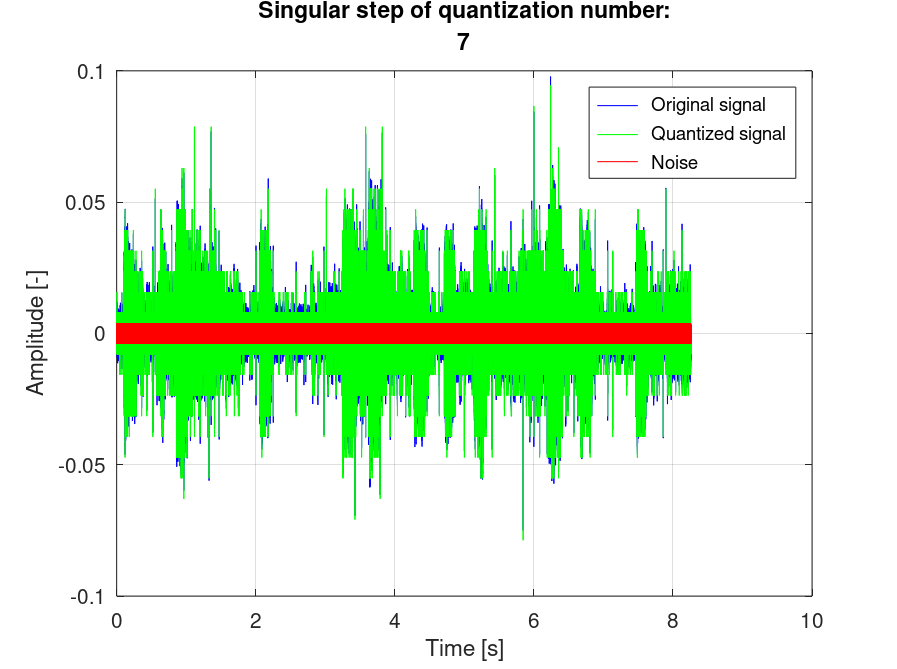 Singular step of quantization number:
7
Original signal
Quantized signal
Noise
0.1
0.05
0
-0.05
-0.1
Amplitude [-]
0 2 4 6 8 10
Time [s]